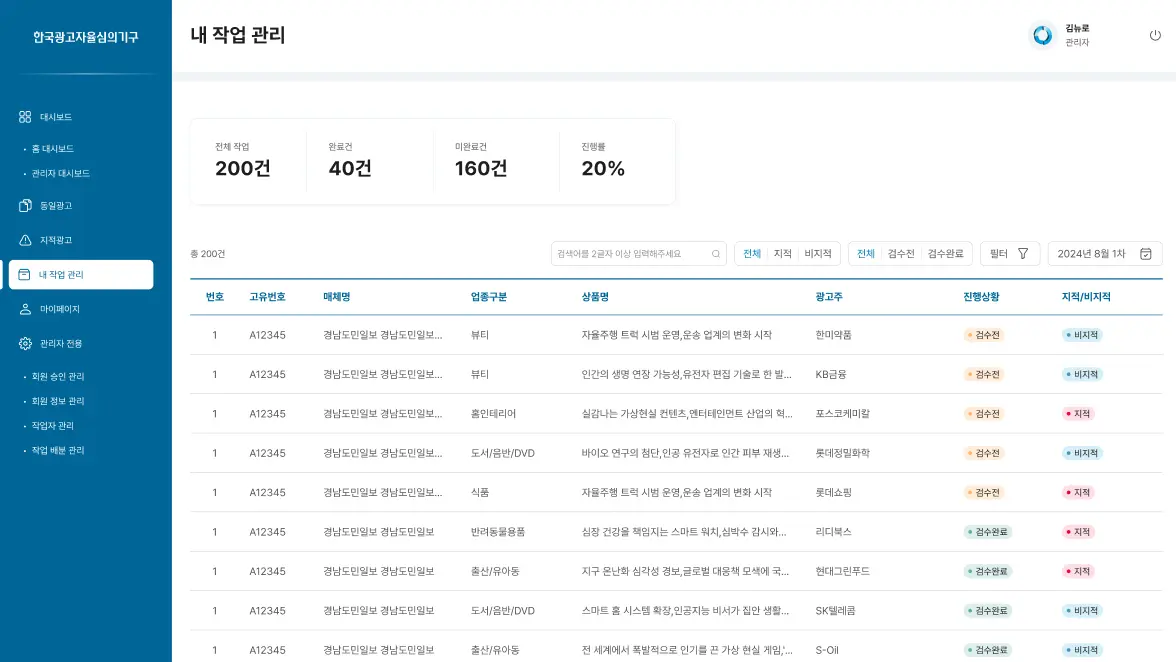 한국광고자율심의기구
대시보드
홈 대시보드
관리자 대시보드
동일광고
지적광고
내 작업 관리
마이페이지
관리자 전용
회원 승인 관리
회원 정보 관리
작업자 관리
작업 배분 관리
내 작업 관리
김뉴로
관리자
전체 작업 완료건 미완료건 진행률
200건 40건 160건 20%
총 200건 검색어를 2글자 이상 입력해주세요 전체 지적 비지적 전체 검수전 검수완료 필터 2024년 8월 1차
번호 고유번호 매체명 업종구분 상품명 광고주 진행상황 지적/비지적
1 A12345 경남도민일보 경남도민일보... 뷰티 자율주행 트럭 시범 운영,운송 업계의 변화 시작 한미약품 검수전 비지적
1 A12345 경남도민일보 경남도민일보... 뷰티 인간의 생명 연장 가능성,유전자 편집 기술로 한 발... KB금융 검수전 비지적
1 A12345 경남도민일보 경남도민일보... 홈인테리어 실감나는 가상현실 컨텐츠,엔터테인먼트 산업의 혁... 포스코케미칼 검수전 지적
1 A12345 경남도민일보 경남도민일보... 도서/음반/DVD 바이오 연구의 첨단,인공 유전자로 인간 피부 재생... 롯데정밀화학 검수전 비지적
1 A12345 경남도민일보 경남도민일보... 식품 자율주행 트럭 시범 운영,운송 업계의 변화 시작 롯데쇼핑 검수전 지적
1 A12345 경남도민일보 경남도민일보 반려동물용품 심장 건강을 책임지는 스마트 워치,심박수 감시와... 리디북스 검수완료 지적
1 A12345 경남도민일보 경남도민일보 출산/유아동 지구 온난화 심각성 경보,글로벌 대응책 모색에 국... 현대그린푸드 검수완료 지적
1 A12345 경남도민일보 경남도민일보 도서/음반/DVD 스마트 홈 시스템 확장,인공지능 비서가 집안 생활... SK텔레콤 검수완료 비지적
1 A12345 경남도민일보 경남도민일보 출산/유아동 전 세계에서 폭발적으로 인기를 끈 가상 현실 게임,'... S-Oil 검수완료 비지적